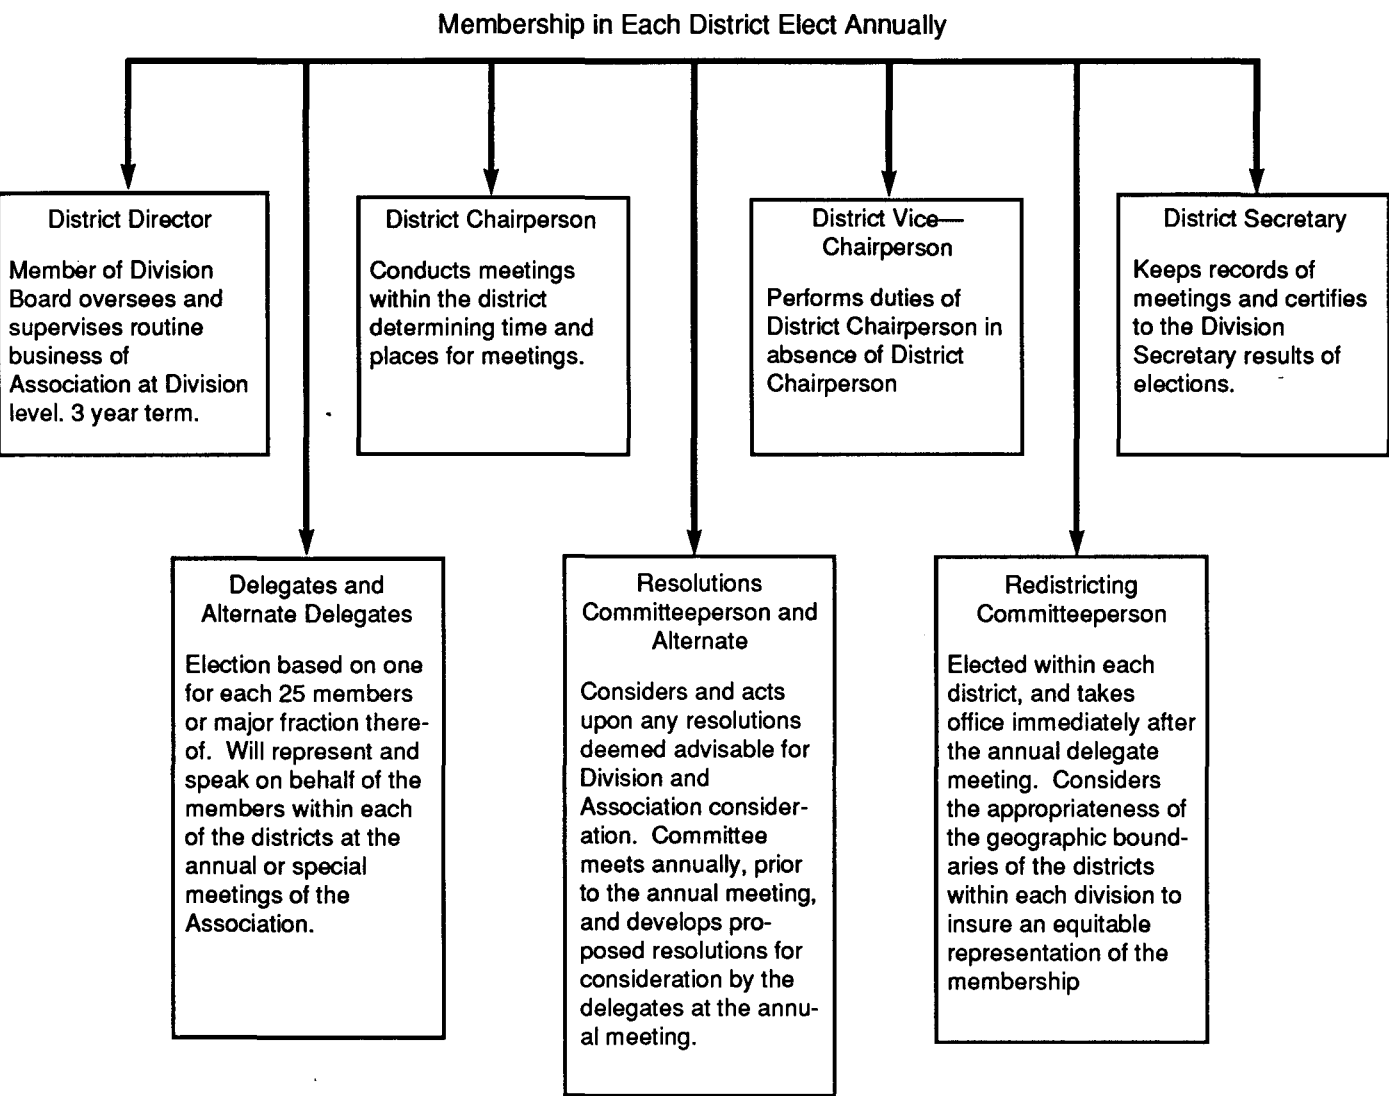 Membership in Each District Elect Annually
District Director
Member of Division
Board oversees and
supervises routine
business of
Association at Division
level. 3 year term.
District Chairperson
Conducts meetings
within the district
determining time and
places for meetings.
District Vice—
Chairperson
Performs duties of
District Chairperson in
absence of District
Chairperson
District Secretary
Keeps records of
meetings and certifies
to the Division
Secretary results of
elections.
Delegates and
Alternate Delegates
Election based on one
for each 25 members
or major fraction there-
of. Will represent and
speak on behalf of the
members within each
of the districts at the
annual or special
meetings of the
Association.
Resolutions
Committeeperson and
Alternate
Considers and acts
upon any resolutions
deemed advisable for
Division and
Association consider-
ation. Committee
meets annually, prior
to the annual meeting,
and develops pro-
posed resolutions for
consideration by the
delegates at the annu-
al meeting.
Redistricting
Committeeperson
Elected within each
district, and takes
office immediately after
the annual delegate
meeting. Considers
the appropriateness of
the geographic bound-
aries of the districts
within each division to
insure an equitable
representation of the
membership